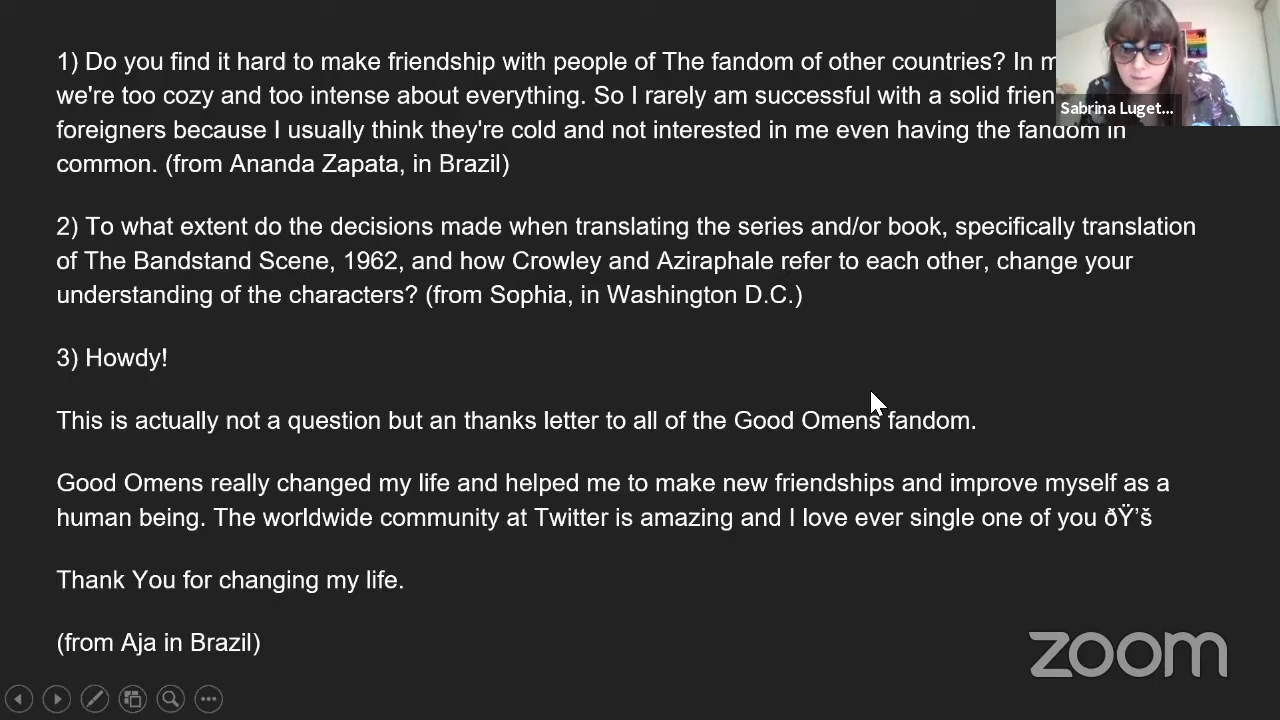 1) Do you find it hard to make friendship with people of The fandom of other countries? In m
we're too cozy and too intense about everything. So I rarely am successful with a solid frien
foreigners because I usually think they're cold and not interested in me even having the fandom in
common. (from Ananda Zapata, in Brazil)
2) To what extent do the decisions made when translating the series and/or book, specifically translation
of The Bandstand Scene, 1962, and how Crowley and Aziraphale refer to each other, change your
understanding of the characters? (from Sophia, in Washington D.C.)
3) Howdy!
This is actually not a question but an thanks letter to all of the Good Omens fandom.
Good Omens really changed my life and helped me to make new friendships and improve myself as a
human being. The worldwide community at Twitter is amazing and I love ever single one of you ðŸ’š
Thank You for changing my life.
(from Aja in Brazil)
Sabrina Luget...
zoom